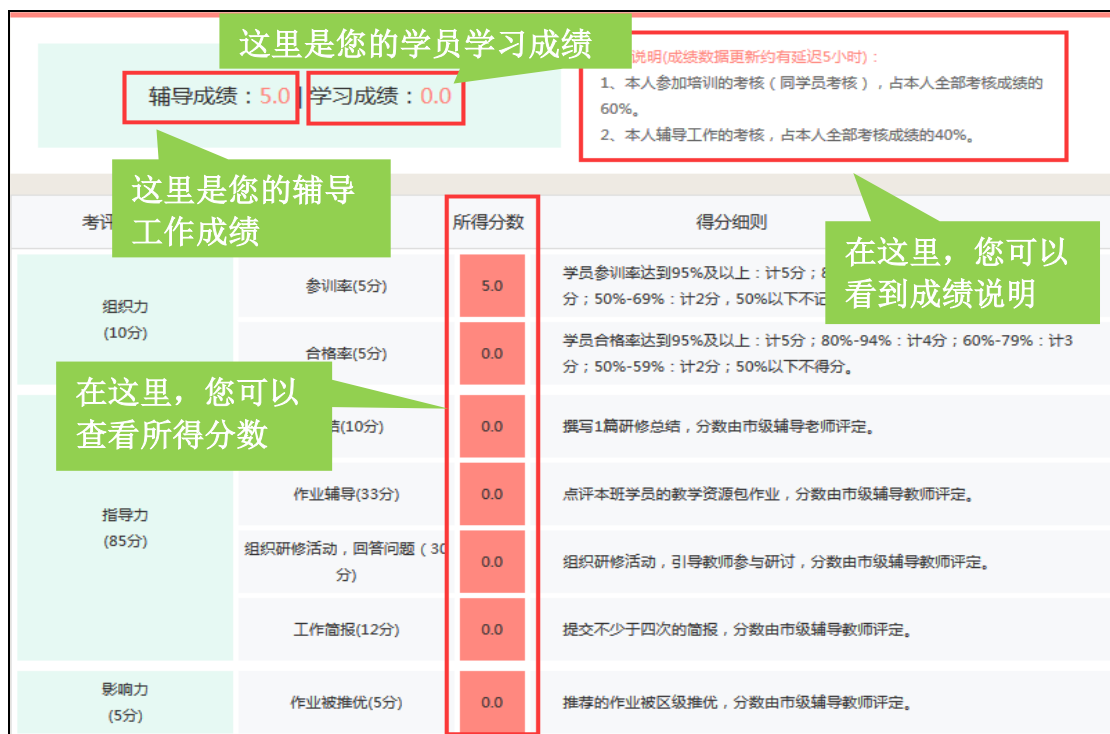 这里是您的学员学习成绩
说明(成绩数据更新约有延迟5小时)：
1、本人参加培训的考核（同学员考核），占本人全部考核成绩的
60%。
2、本人辅导工作的考核，占本人全部考核成绩的40%。
辅导成绩：5.0 | 学习成绩：0.0
这里是您的辅导
工作成绩
在这里，您可以
看到成绩说明
考评
所得分数
得分细则
组织力
(10分)
参训率(5分)
5.0
学员参训率达到95%及以上：计5分；
分；50%-69%：计2分，50%以下不记
合格率(5分)
0.0
学员合格率达到95%及以上：计5分；80%-94%：计4分；60%-79%：计3
分；50%-59%：计2分；50%以下不得分。
在这里，您可以
查看所得分数
指导力
(85分)
结(10分)
0.0
撰写1篇研修总结，分数由市级辅导老师评定。
作业辅导(33分)
0.0
点评本班学员的教学资源包作业，分数由市级辅导教师评定。
组织研修活动，回答问题（30
分)
0.0
组织研修活动，引导教师参与研讨，分数由市级辅导教师评定。
工作简报(12分)
0.0
提交不少于四次的简报，分数由市级辅导教师评定。
影响力
(5分)
作业被推优(5分)
0.0
推荐的作业被区级推优，分数由市级辅导教师评定。